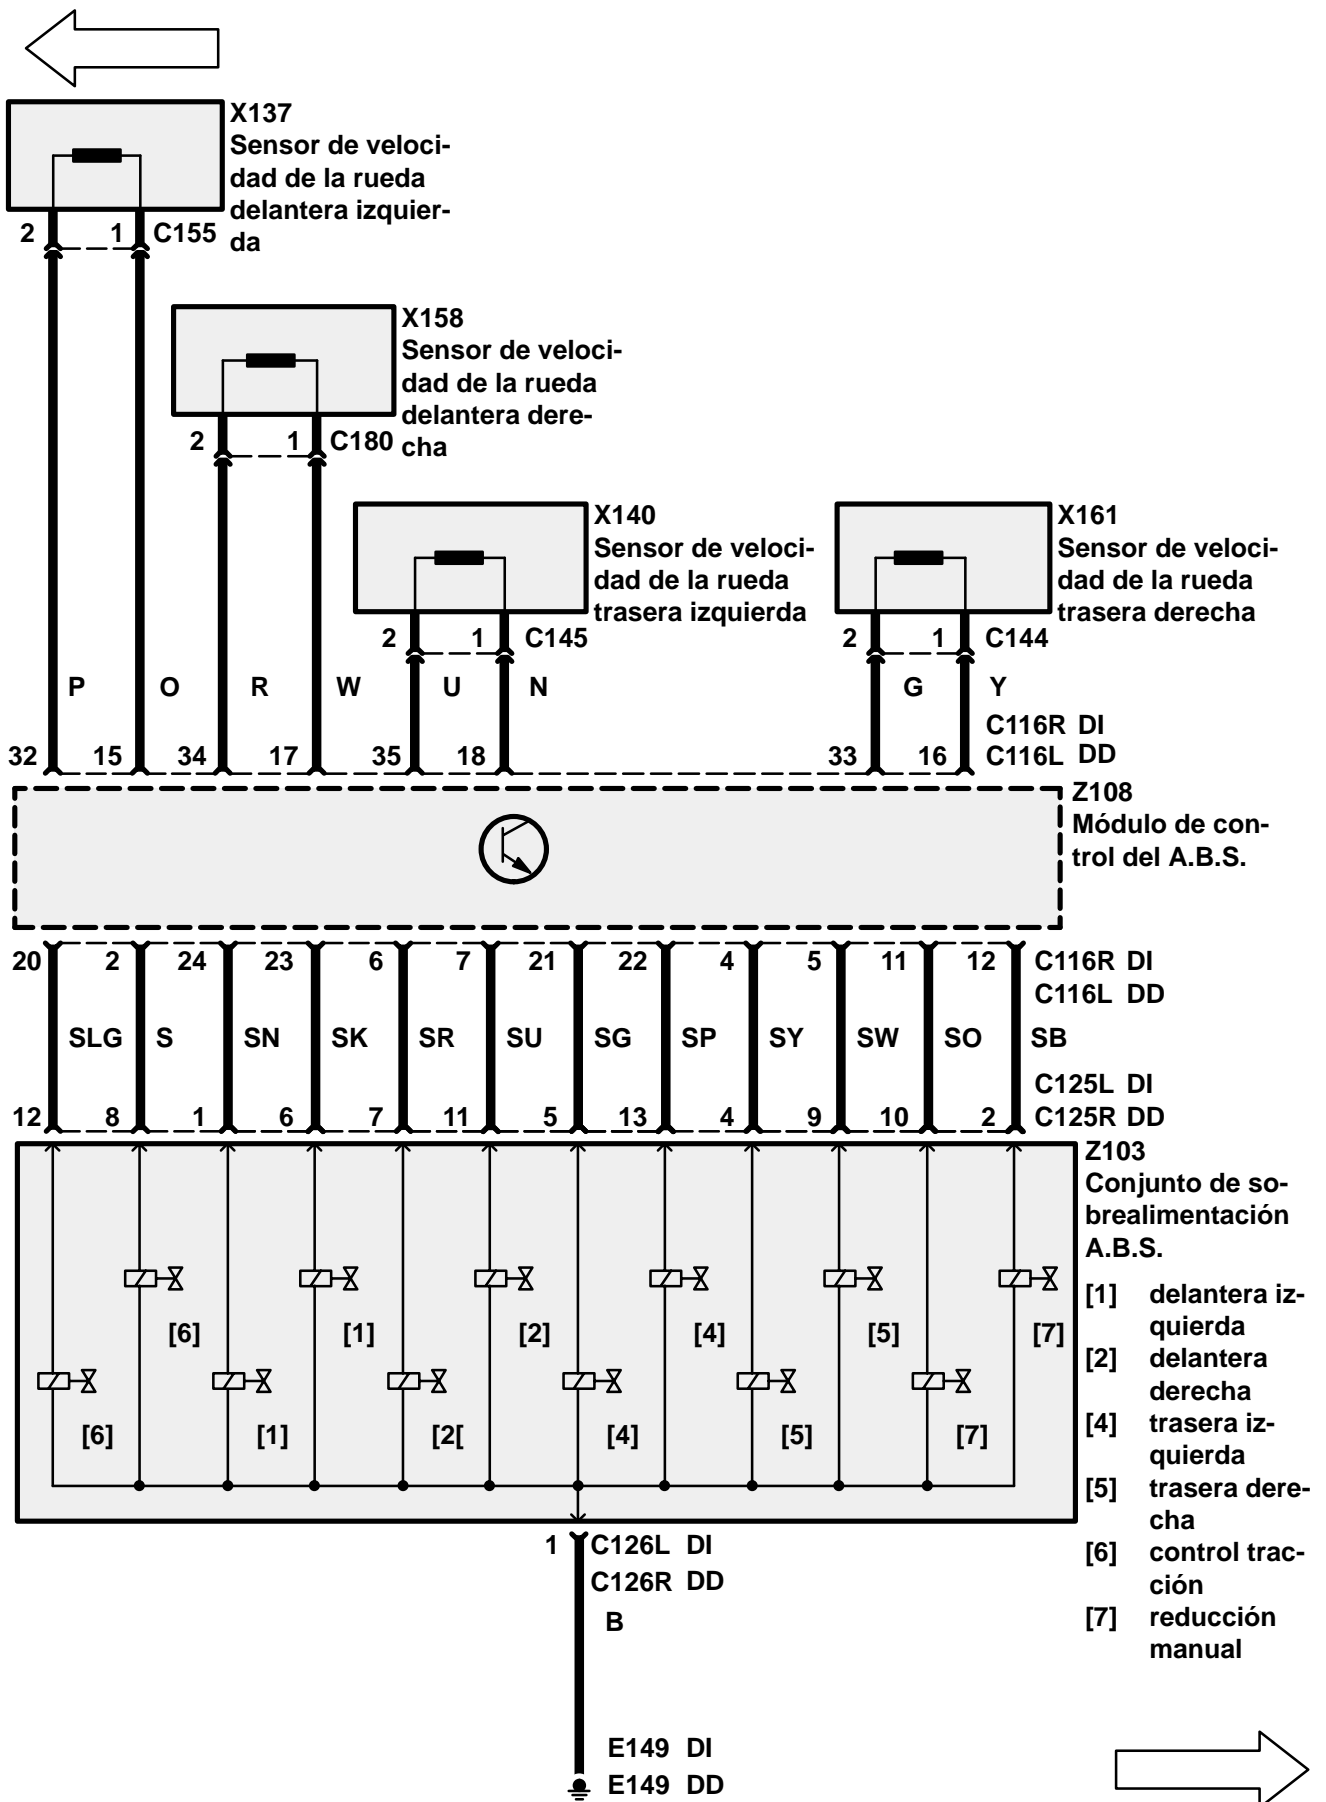 X137
Sensor de veloci-
dad de la rueda
delantera izquier-
da
2 1 C155
X158
Sensor de veloci-
dad de la rueda
delantera dere-
cha
2 1 C180
X140
Sensor de veloci-
dad de la rueda
trasera izquierda
2 1 C145
X161
Sensor de veloci-
dad de la rueda
trasera derecha
2 1 C144
P O R W U N G Y
C116R DI
32 15 34 17 35 18 33 16 C116L DD
Z108
Módulo de con-
trol del A.B.S.
20 2 24 23 6 7 21 22 4 5 11 12 C116R DI
C116L DD
SLG S SN SK SR SU SG SP SY SW SO SB
C125L DI
12 8 1 6 7 11 5 13 4 9 10 2 C125R DD
Z103
Conjunto de so-
brealimentación
A.B.S.
[6] [1] [2] [4] [5] [7]
[6] [1] [2[ [4] [5] [7]
[1] delantera iz-
quierda
[2] delantera
derecha
[4] trasera iz-
quierda
[5] trasera dere-
cha
[6] control trac-
ción
[7] reducción
manual
1 C126L DI
C126R DD
B
E149 DI
E149 DD